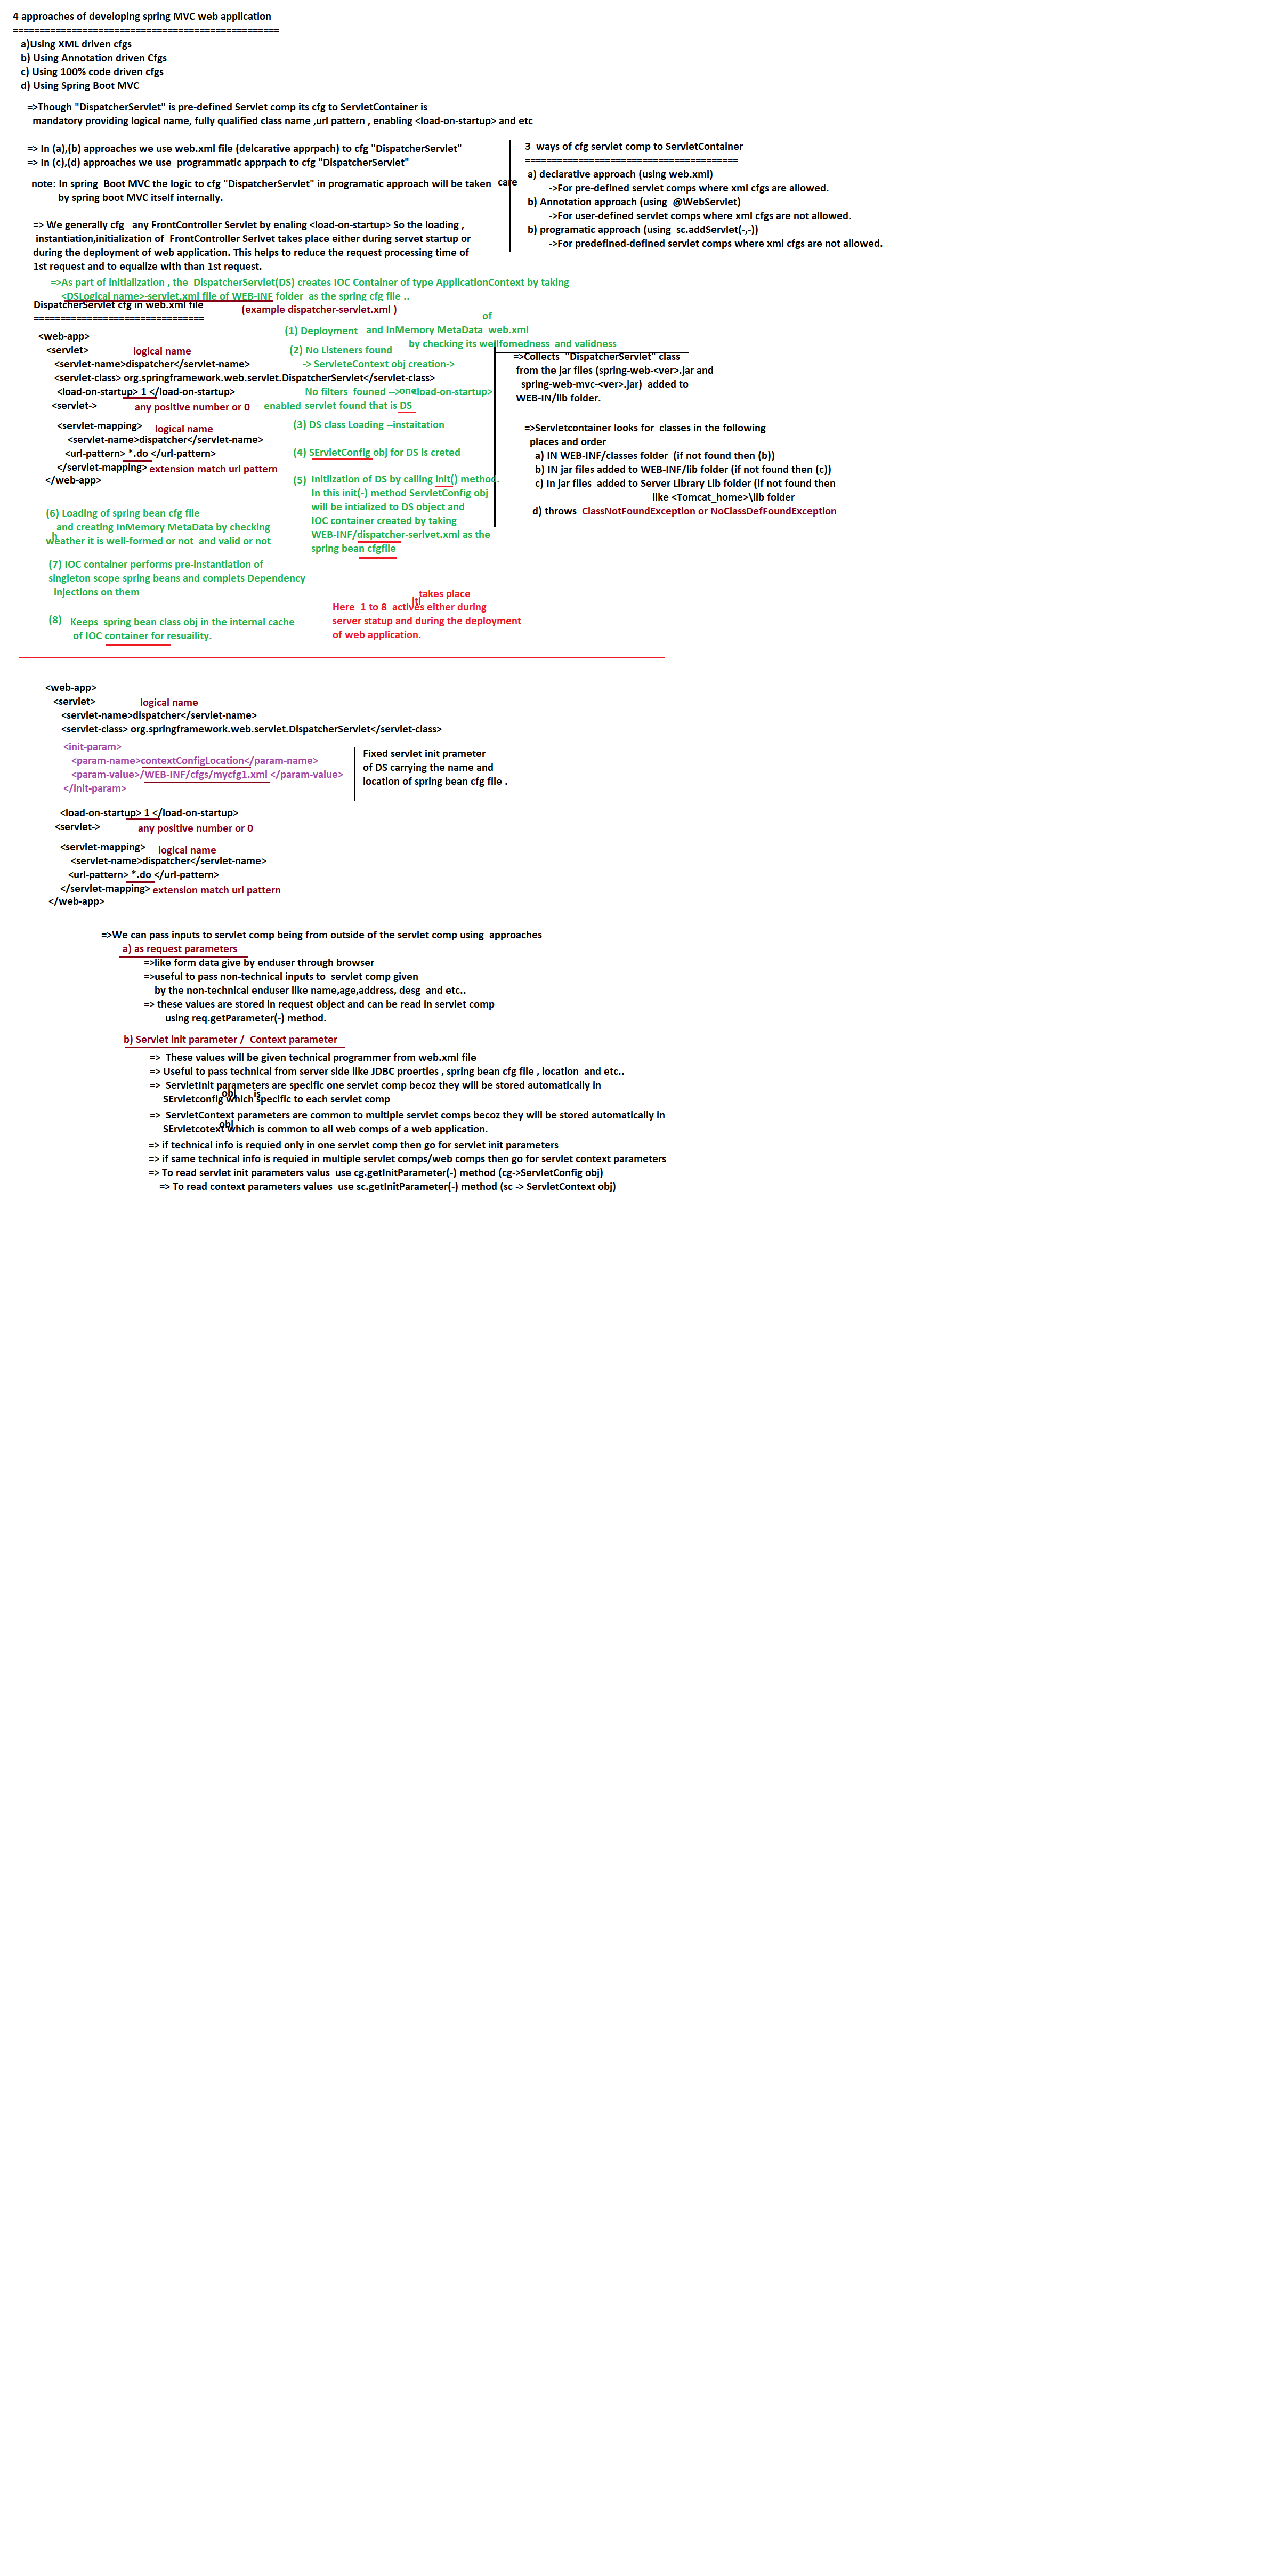 4 approaches of developing spring MVC web application
==================================================
a)Using XML driven cfgs
b) Using Annotation driven Cfgs
c) Using 100% code driven cfgs
d) Using Spring Boot MVC
=>Though "DispatcherServlet" is pre-defined Servlet comp its cfg to ServletContainer is
mandatory providing logical name, fully qualified class name ,url pattern , enabling <load-on-startup> and etc
=> In (a),(b) approaches we use web.xml file (delcarative apprpach) to cfg "DispatcherServlet"
=> In (c),(d) approaches we use  programmatic apprpach to cfg "DispatcherServlet"
note: In spring  Boot MVC the logic to cfg "DispatcherServlet" in programatic approach will be taken  care
by spring boot MVC itself internally.
3  ways of cfg servlet comp to ServletContainer
========================================
a) declarative approach (using web.xml)
->For pre-defined servlet comps where xml cfgs are allowed.
b) Annotation approach (using  @WebServlet)
->For user-defined servlet comps where xml cfgs are not allowed.
b) programatic approach (using  sc.addServlet(-,-))
->For predefined-defined servlet comps where xml cfgs are not allowed.
=> We generally cfg   any FrontController Servlet by enaling <load-on-startup> So the loading ,
instantiation,initialization of  FrontController Serlvet takes place either during servet startup or
during the deployment of web application. This helps to reduce the request processing time of
1st request and to equalize with than 1st request.
=>As part of initialization , the  DispatcherServlet(DS) creates IOC Container of type ApplicationContext by taking
<DSLogical name>-servlet.xml file of WEB-INF folder  as the spring cfg file ..
(example dispatcher-servlet.xml )
DispatcherServlet cfg in web.xml file
================================
<web-app>
<servlet>
logical name
<servlet-name>dispatcher</servlet-name>
<servlet-class> org.springframework.web.servlet.DispatcherServlet</servlet-class>
<load-on-startup> 1 </load-on-startup>
<servlet->
any positive number or 0
<servlet-mapping>
logical name
<servlet-name>dispatcher</servlet-name>
<url-pattern> *.do </url-pattern>
</servlet-mapping> extension match url pattern
</web-app>
of
(1) Deployment  and InMemory MetaData  web.xml
by checking its wellfomedness  and validness
(2) No Listeners found
-> ServleteContext obj creation->
No filters  founed --> one <load-on-startup>
enabled servlet found that is DS
(3) DS class Loading --instaitation
(4) SErvletConfig obj for DS is creted
(5) Initlization of DS by calling init() method.
In this init(-) method ServletConfig obj
will be intialized to DS object and
IOC container created by taking
WEB-INF/dispatcher-serlvet.xml as the
spring bean cfgfile
=>Collects  "DispatcherServlet" class
from the jar files (spring-web-<ver>.jar and
spring-web-mvc-<ver>.jar)  added to
WEB-IN/lib folder.
=>Servletcontainer looks for  classes in the following
places and order
a) IN WEB-INF/classes folder  (if not found then (b))
b) IN jar files added to WEB-INF/lib folder (if not found then (c))
c) In jar files  added to Server Library Lib folder (if not found then
like <Tomcat_home>\lib folder
d) throws  ClassNotFoundException or NoClassDefFoundException
(6) Loading of spring bean cfg file
and creating InMemory MetaData by checking
h
weather it is well-formed or not  and valid or not
(7) IOC container performs pre-instantiation of
singleton scope spring beans and complets Dependency
injections on them
(8) Keeps  spring bean class obj in the internal cache
of IOC container for resuaility.
takes place
iti
Here  1 to 8  actives either during
server statup and during the deployment
of web application.
<web-app>
<servlet>
logical name
<servlet-name>dispatcher</servlet-name>
<servlet-class> org.springframework.web.servlet.DispatcherServlet</servlet-class>
<init-param>
<param-name>contextConfigLocation</param-name>
<param-value>/WEB-INF/cfgs/mycfg1.xml </param-value>
</init-param>
Fixed servlet init prameter
of DS carrying the name and
location of spring bean cfg file .
<load-on-startup> 1 </load-on-startup>
<servlet->
any positive number or 0
<servlet-mapping>
logical name
<servlet-name>dispatcher</servlet-name>
<url-pattern> *.do </url-pattern>
</servlet-mapping> extension match url pattern
</web-app>
=>We can pass inputs to servlet comp being from outside of the servlet comp using  approaches
a) as request parameters
=>like form data give by enduser through browser
=>useful to pass non-technical inputs to  servlet comp given
by the non-technical enduser like name,age,address, desg  and etc..
=> these values are stored in request object and can be read in servlet comp
using req.getParameter(-) method.
b) Servlet init parameter /  Context parameter
=>  These values will be given technical programmer from web.xml file
=> Useful to pass technical from server side like JDBC proerties , spring bean cfg file , location  and etc..
=>  ServletInit parameters are specific one servlet comp becoz they will be stored automatically in
obj is
SErvletconfig which specific to each servlet comp
=>  ServletContext parameters are common to multiple servlet comps becoz they will be stored automatically in
obj
SErvletcotext which is common to all web comps of a web application.
=> if technical info is requied only in one servlet comp then go for servlet init parameters
=> if same technical info is requied in multiple servlet comps/web comps then go for servlet context parameters
=> To read servlet init parameters valus  use cg.getInitParameter(-) method (cg->ServletConfig obj)
=> To read context parameters values  use sc.getInitParameter(-) method (sc -> ServletContext obj)